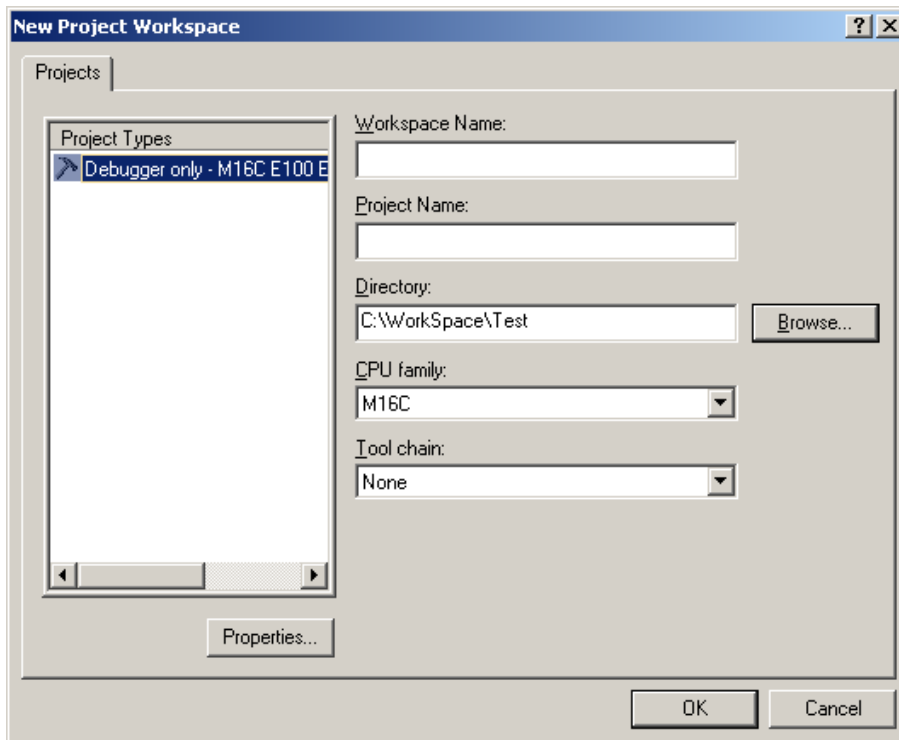 New Project Workspace
Projects
Project Types
Debugger only - M16C E100 E
Workspace Name:
Project Name:
Directory:
C:\WorkSpace\Test
Browse...
CPU family:
M16C
Tool chain:
None
Properties...
OK
Cancel